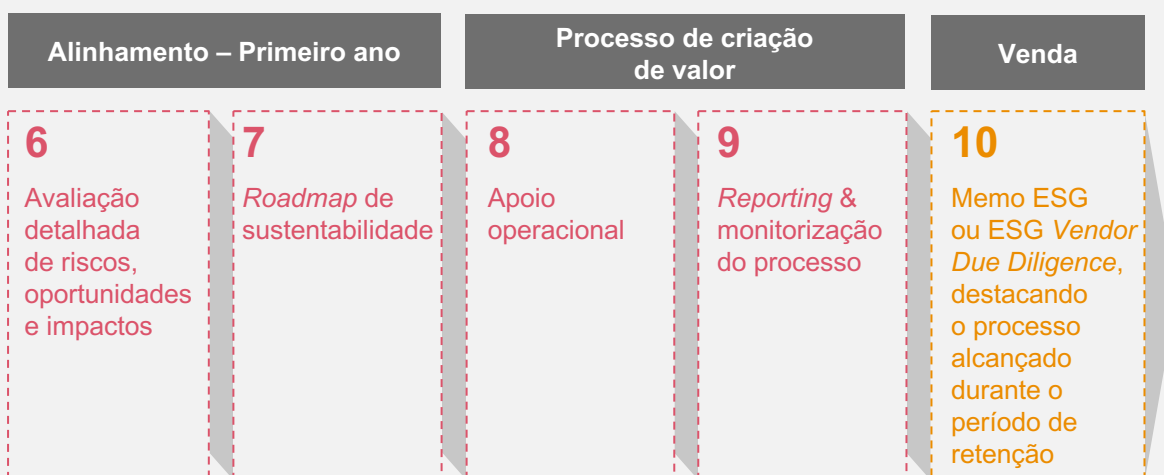 Alinhamento – Primeiro ano
Processo de criação
de valor
Venda
6
Avaliação
detalhada
de riscos,
oportunidades
e impactos
7
Roadmap de
sustentabilidade
8
Apoio
operacional
9
Reporting &
monitorização
do processo
10
Memo ESG
ou ESG Vendor
Due Diligence,
destacando
o processo
alcançado
durante o
período de
retenção